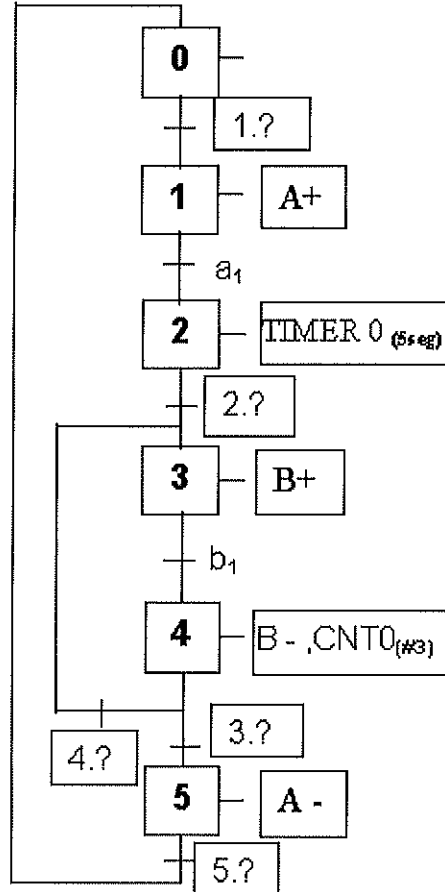 0
1.?
1
A+
a₁
2
TIMER 0 (5seg)
2.?
3
B+
b₁
4
B - ,CNT0(#3)
3.?
4.?
5
A -
5.?